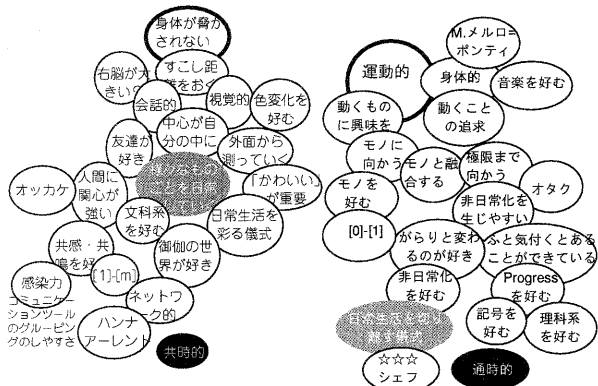 身体が脅か
されない
右脳が大
きい
すこし距
離をおく
会話的
視覚的
色変化を
好む
中心が自
分の中に
友達が
好き
外面から
測っていく
オッカケ
人間に
関心が
強い
「かわいい」
が重要
文科系
を好む
日常生活を
彩る儀式
共感・共
鳴を好
御伽の世
界が好き
感染力
[1]-[m]
コミュニケー
ションツール
のグルーピン
グのしやすさ
ネットワ
ーク的
ハンナ
アーレント
共時的
M.メルロ=
ポンティ
運動的
身体的
音楽を好む
動くもの
に興味を
動くこと
の追求
モノに
向かう
モノと融
合する
極限まで
向かう
オタク
モノを
好む
非日常化を
生じやすい
[0]-[1]
がらりと変わ
るのが好き
ふと気付くとある
ことができている
非日常化
を好む
Progress
を好む
日常生活を切り
離す儀式
記号を
好む
理科系
を好む
☆☆☆
シェフ
通時的